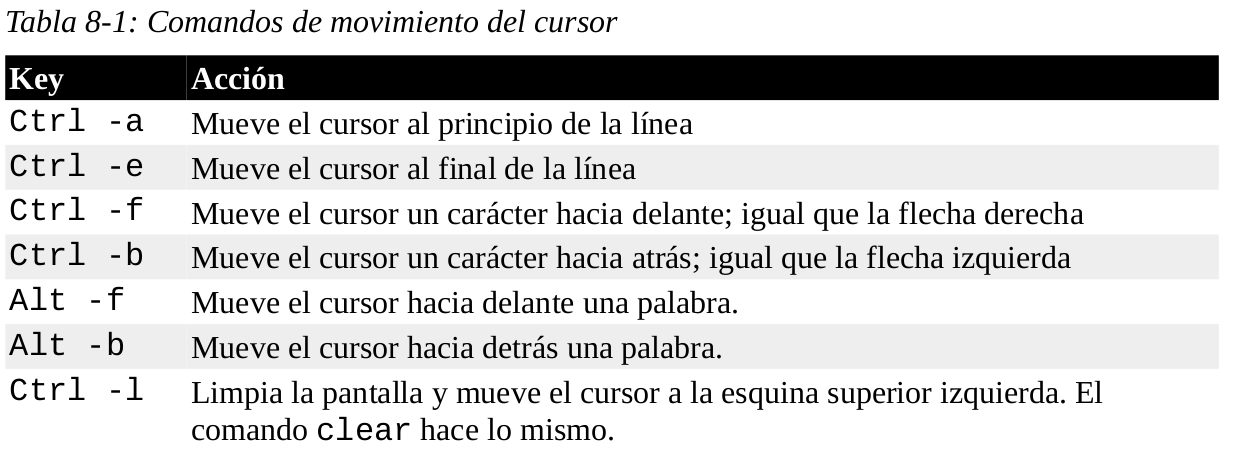 Tabla 8-1: Comandos de movimiento del cursor
Key Acción
Ctrl -a Mueve el cursor al principio de la línea
Ctrl -e Mueve el cursor al final de la línea
Ctrl -f Mueve el cursor un carácter hacia delante; igual que la flecha derecha
Ctrl -b Mueve el cursor un carácter hacia atrás; igual que la flecha izquierda
Alt -f Mueve el cursor hacia delante una palabra.
Alt -b Mueve el cursor hacia detrás una palabra.
Ctrl -l Limpia la pantalla y mueve el cursor a la esquina superior izquierda. El
comando clear hace lo mismo.